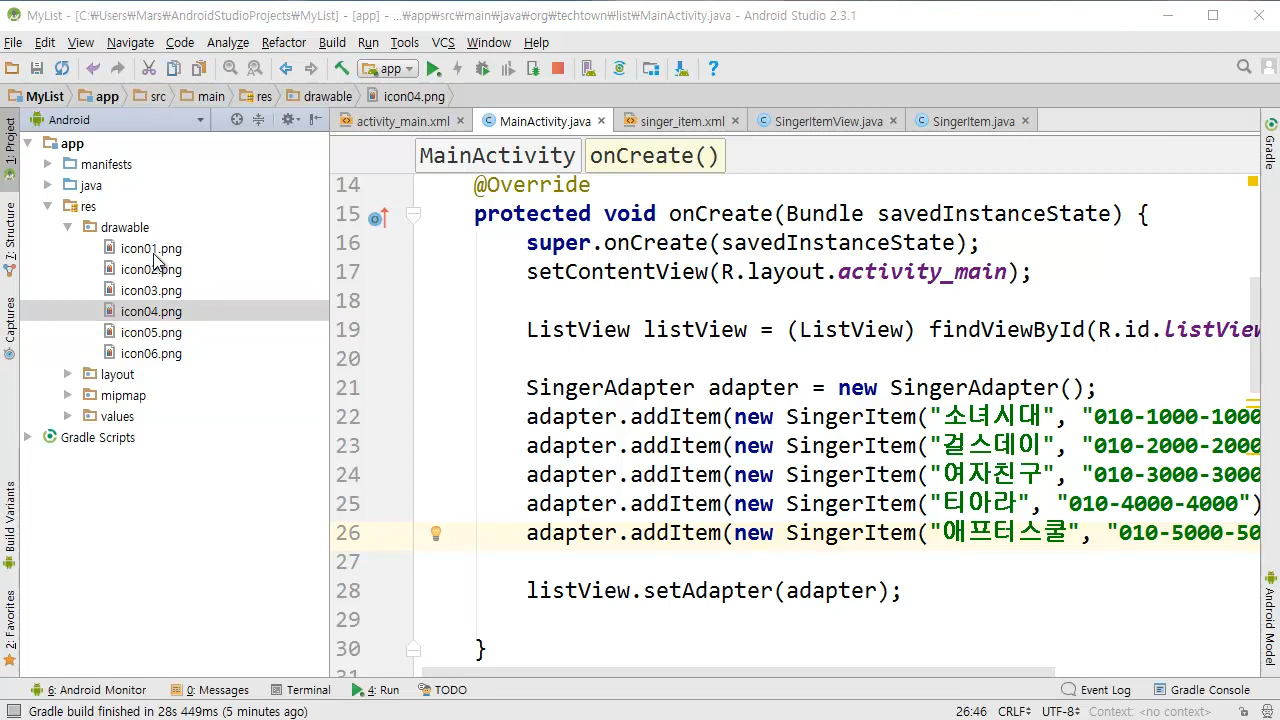 MyList - [C:\Users\Mars\AndroidStudioProjects\MyList] - [app] - ...\app\src\main\java\org\techtown\list\MainActivity.java - Android Studio 2.3.1
File Edit View Navigate Code Analyze Refactor Build Run Tools VCS Window Help
app
MyList app src main res drawable icon04.png
Android
activity_main.xml MainActivity.java singer_item.xml SingerItemView.java SingerItem.java
1: Project
7: Structure
Captures
Build Variants
2: Favorites
app
manifests
java
res
drawable
icon01.png
icon02.png
icon03.png
icon04.png
icon05.png
icon06.png
layout
mipmap
values
Gradle Scripts
MainActivity onCreate()
14 @Override
15 protected void onCreate(Bundle savedInstanceState) {
16 super.onCreate(savedInstanceState);
17 setContentView(R.layout.activity_main);
18
19 ListView listView = (ListView) findViewById(R.id.listView
20
21 SingerAdapter adapter = new SingerAdapter();
22 adapter.addItem(new SingerItem("소녀시대", "010-1000-1000
23 adapter.addItem(new SingerItem("걸스데이", "010-2000-2000
24 adapter.addItem(new SingerItem("여자친구", "010-3000-3000
25 adapter.addItem(new SingerItem("티아라", "010-4000-4000")
26 adapter.addItem(new SingerItem("애프터스쿨", "010-5000-50
27
28 listView.setAdapter(adapter);
29
30 }
31
Gradle
Android Model
6: Android Monitor 0: Messages Terminal 4: Run TODO Event Log Gradle Console
Gradle build finished in 28s 449ms (5 minutes ago) 26:46 CRLF UTF-8 Context: <no context>